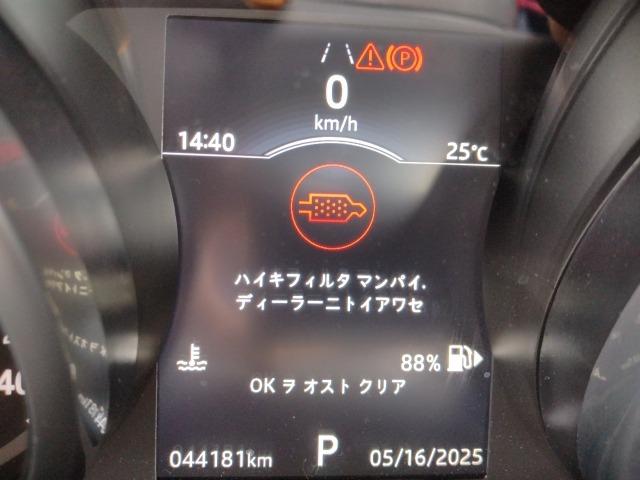 0
km/h
14:40 25℃
ハイキフィルタ マンパイ.
ディーラーニトイアワセ
88%
OK ヲ オスト クリア
044181km P 05/16/2025